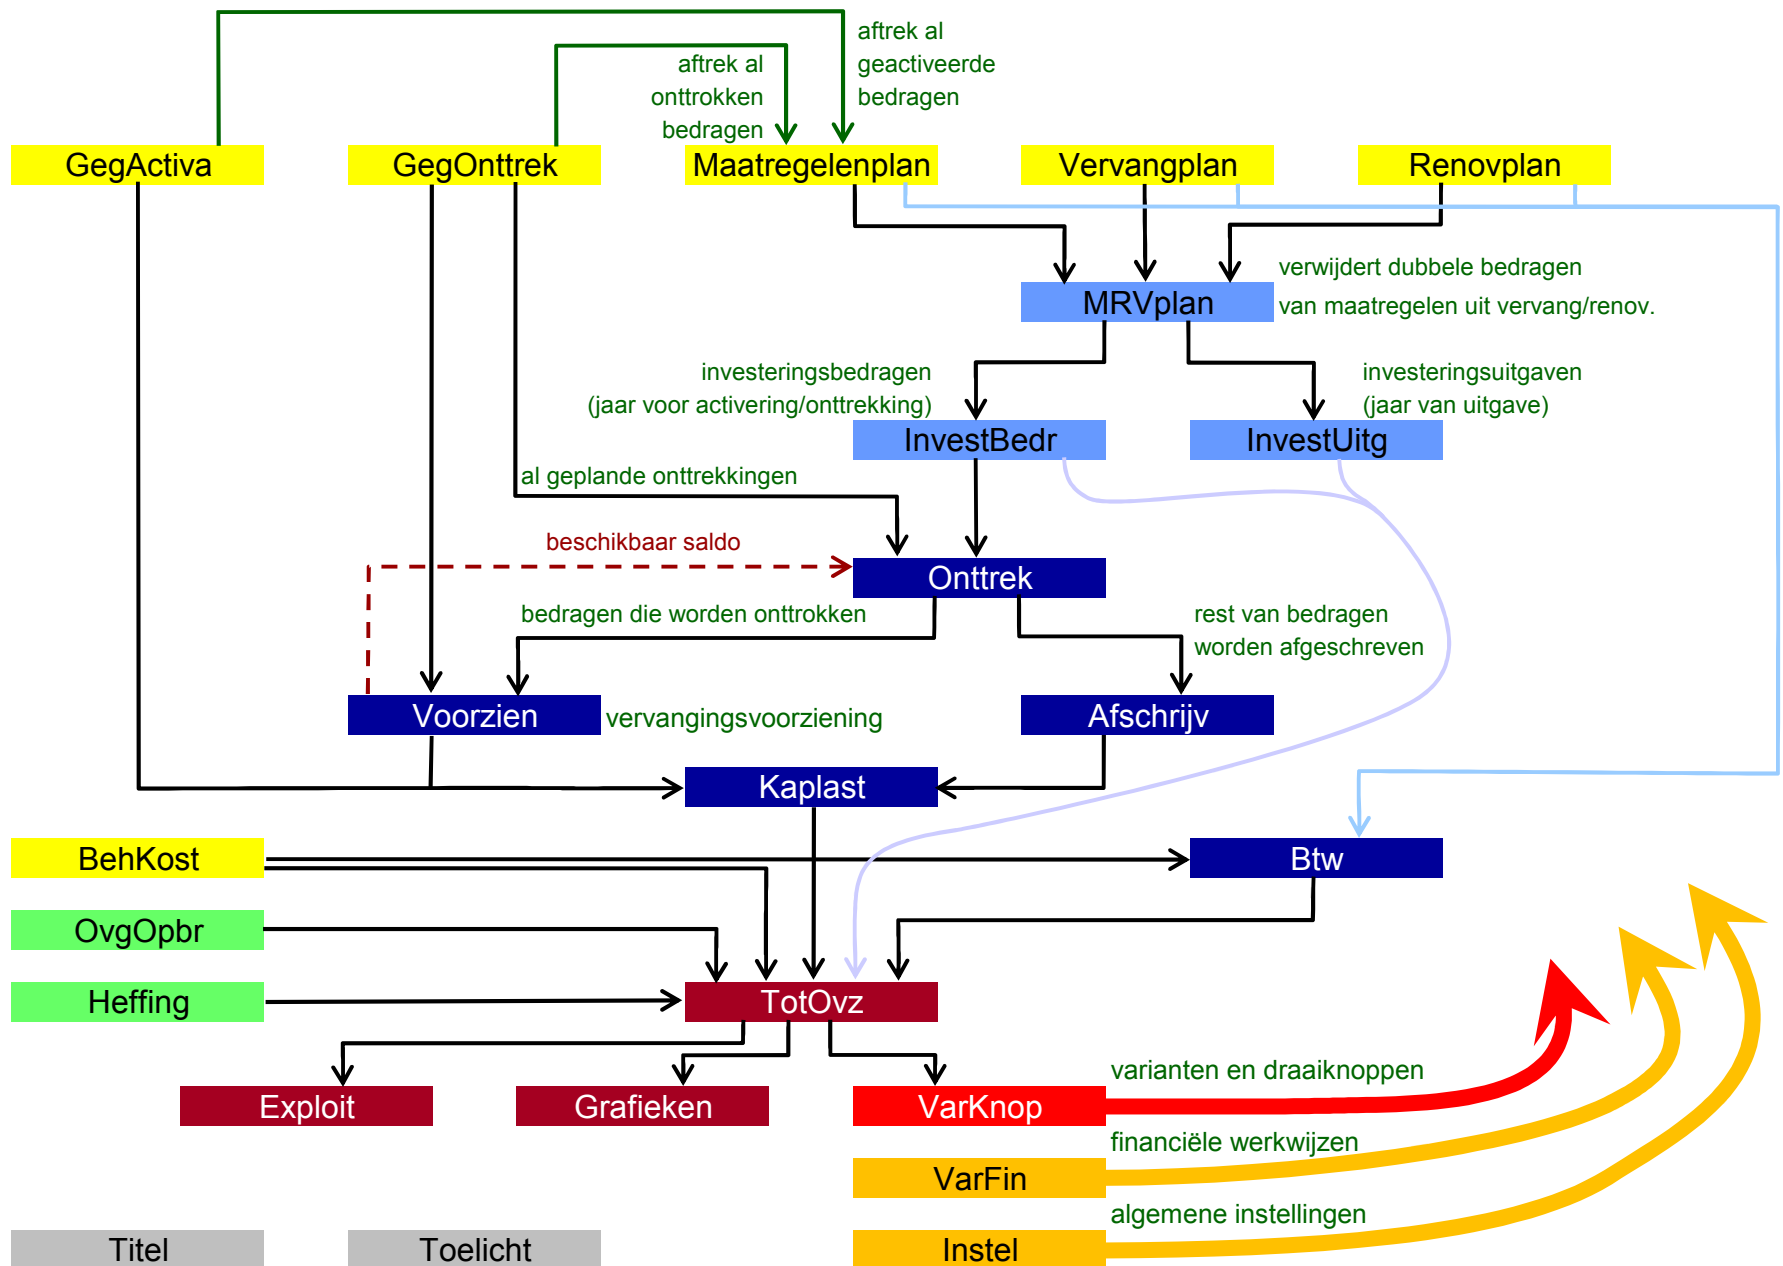 aftrek al
geactiveerde
bedragen
aftrek al
onttrokken
bedragen
GegActiva
GegOnttrek
Maatregelenplan
Vervangplan
Renovplan
verwijdert dubbele bedragen
van maatregelen uit vervang/renov.
MRVplan
investeringsbedragen
(jaar voor activering/onttrekking)
investeringsuitgaven
(jaar van uitgave)
InvestBedr
InvestUitg
al geplande onttrekkingen
beschikbaar saldo
Onttrek
bedragen die worden onttrokken
rest van bedragen
worden afgeschreven
Voorzien
vervangingsvoorziening
Afschrijv
Kaplast
BehKost
Btw
OvgOpbr
Heffing
TotOvz
Exploit
Grafieken
VarKnop
varianten en draaiknoppen
financiële werkwijzen
VarFin
algemene instellingen
Titel
Toelicht
Instel